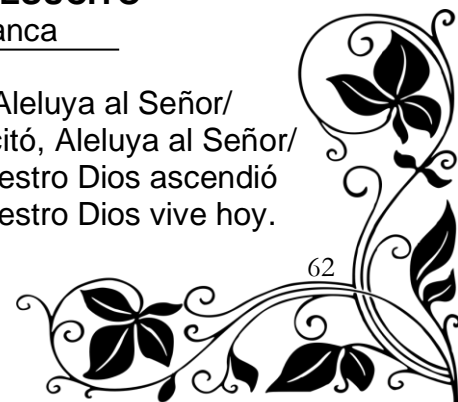 anca
Aleluya al Señor/
citó, Aleluya al Señor/
estro Dios ascendió
estro Dios vive hoy.
62